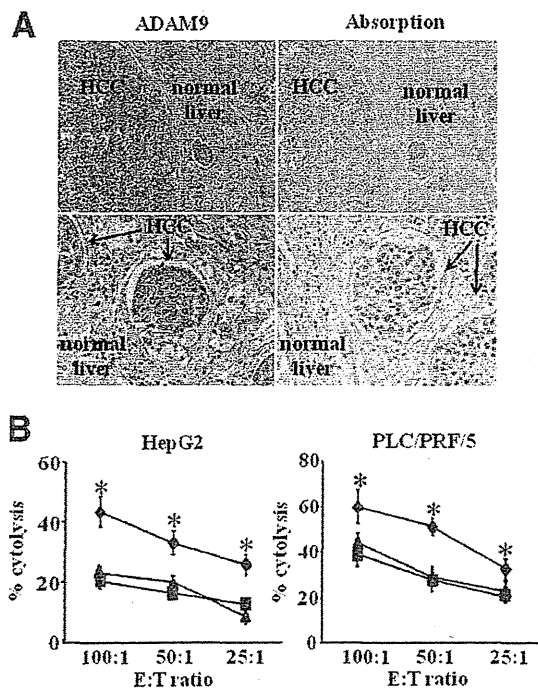 A
ADAM9 Absorption
HCC normal liver HCC normal liver
HCC HCC
normal liver normal liver
B
HepG2 PLC/PRF/5
% cytolysis
60
40
20
0
* * *
100:1 50:1 25:1
E:T ratio
% cytolysis
80
60
40
20
0
* * *
100:1 50:1 25:1
E:T ratio